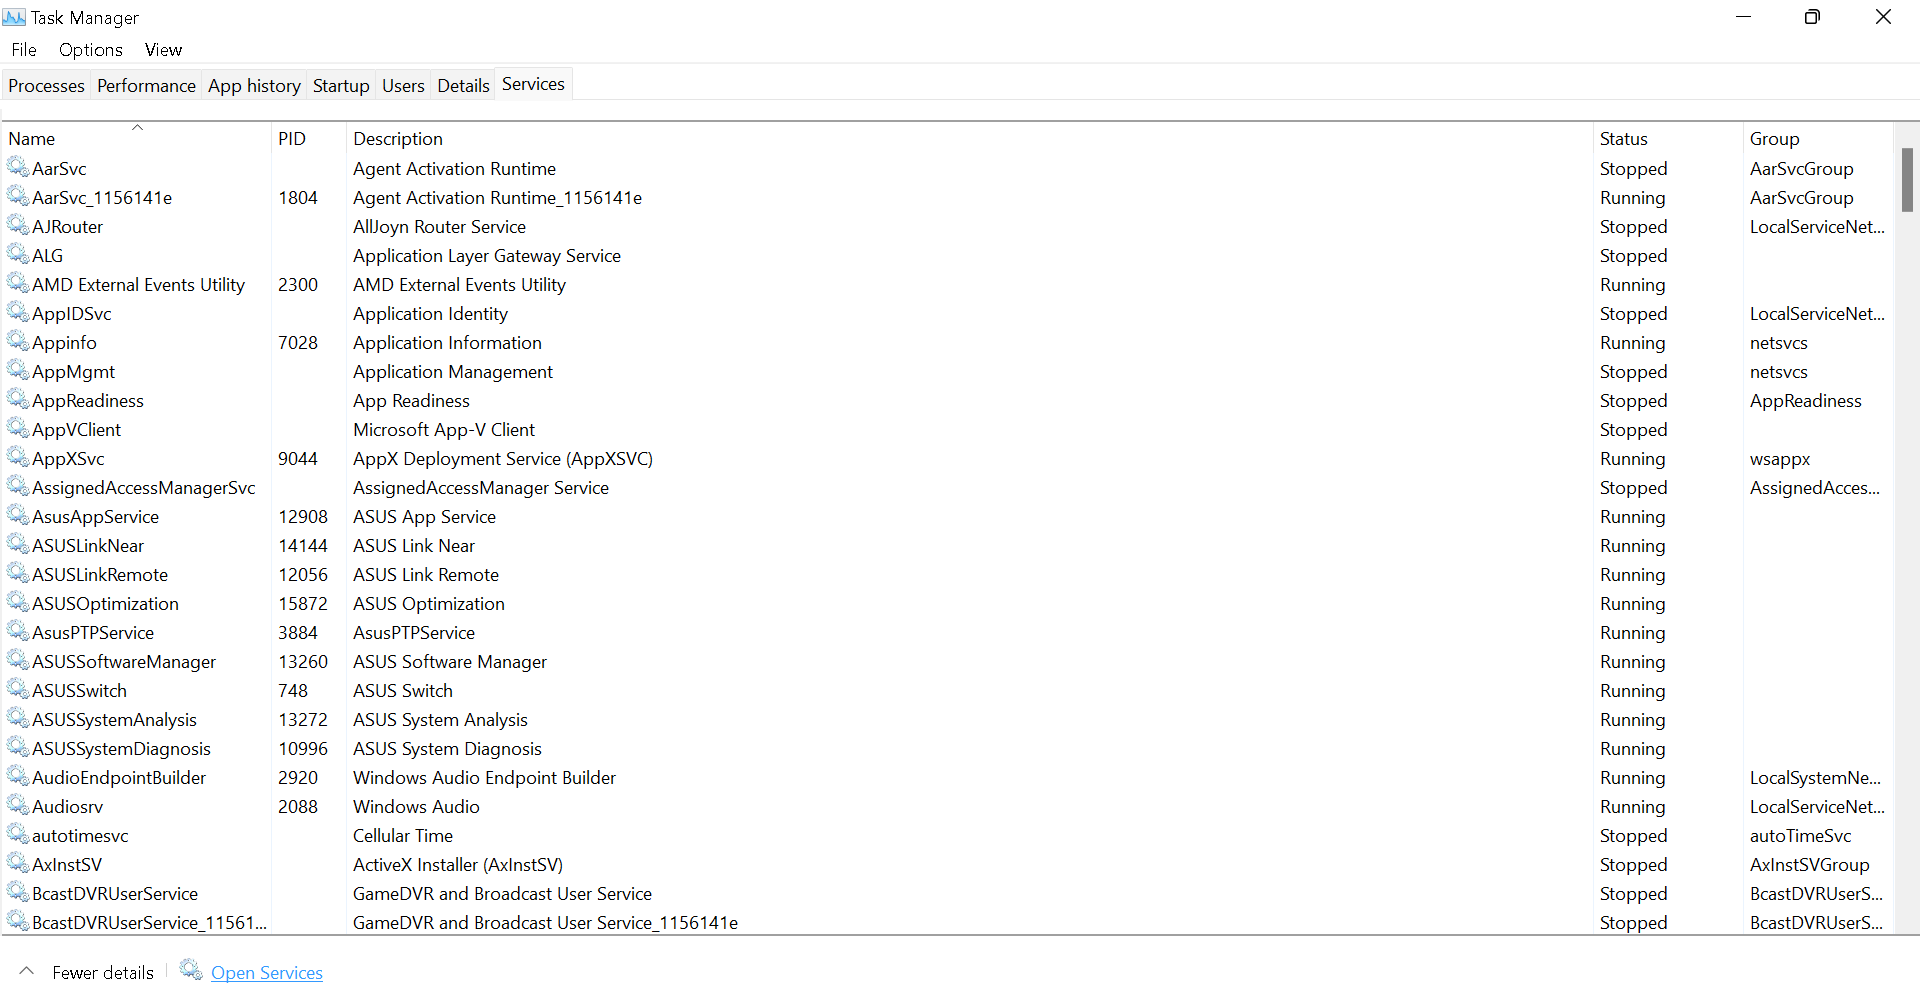 Task Manager
File Options View
Processes Performance App history Startup Users Details Services
Name PID Description Status Group
AarSvc Agent Activation Runtime Stopped AarSvcGroup
AarSvc_1156141e 1804 Agent Activation Runtime_1156141e Running AarSvcGroup
AJRouter AllJoyn Router Service Stopped LocalServiceNet...
ALG Application Layer Gateway Service Stopped
AMD External Events Utility 2300 AMD External Events Utility Running
AppIDSvc Application Identity Stopped LocalServiceNet...
Appinfo 7028 Application Information Running netsvcs
AppMgmt Application Management Stopped netsvcs
AppReadiness App Readiness Stopped AppReadiness
AppVClient Microsoft App-V Client Stopped
AppXSvc 9044 AppX Deployment Service (AppXSVC) Running wsappx
AssignedAccessManagerSvc AssignedAccessManager Service Stopped AssignedAcces...
AsusAppService 12908 ASUS App Service Running
ASUSLinkNear 14144 ASUS Link Near Running
ASUSLinkRemote 12056 ASUS Link Remote Running
ASUSOptimization 15872 ASUS Optimization Running
AsusPTPService 3884 AsusPTPService Running
ASUSSoftwareManager 13260 ASUS Software Manager Running
ASUSSwitch 748 ASUS Switch Running
ASUSSystemAnalysis 13272 ASUS System Analysis Running
ASUSSystemDiagnosis 10996 ASUS System Diagnosis Running
AudioEndpointBuilder 2920 Windows Audio Endpoint Builder Running LocalSystemNe...
Audiosrv 2088 Windows Audio Running LocalServiceNet...
autotimesvc Cellular Time Stopped autoTimeSvc
AxInstSV ActiveX Installer (AxInstSV) Stopped AxInstSVGroup
BcastDVRUserService GameDVR and Broadcast User Service Stopped BcastDVRUserS...
BcastDVRUserService_11561... GameDVR and Broadcast User Service_1156141e Stopped BcastDVRUserS...
Fewer details Open Services